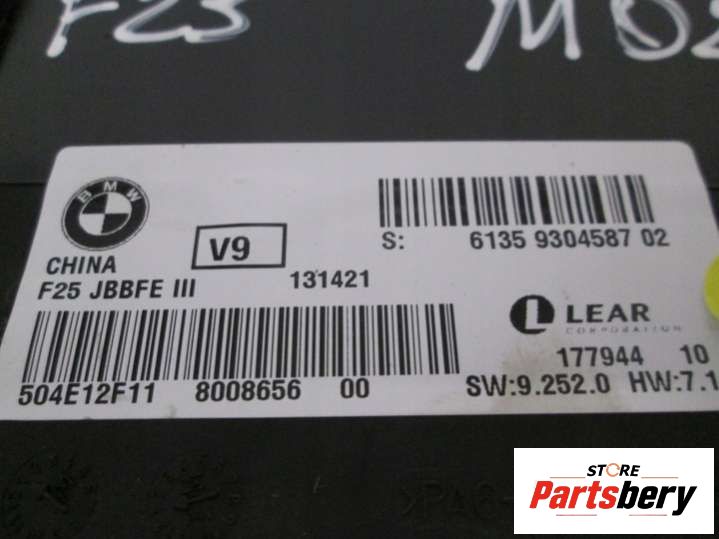 F25
BMW
V9
S: 6135 9304587 02
CHINA
F25 JBBFE III
131421
LEAR
CORPORATION
177944 10
504E12F11 8008656 00
SW:9.252.0 HW:7.1
STORE
Partsbery